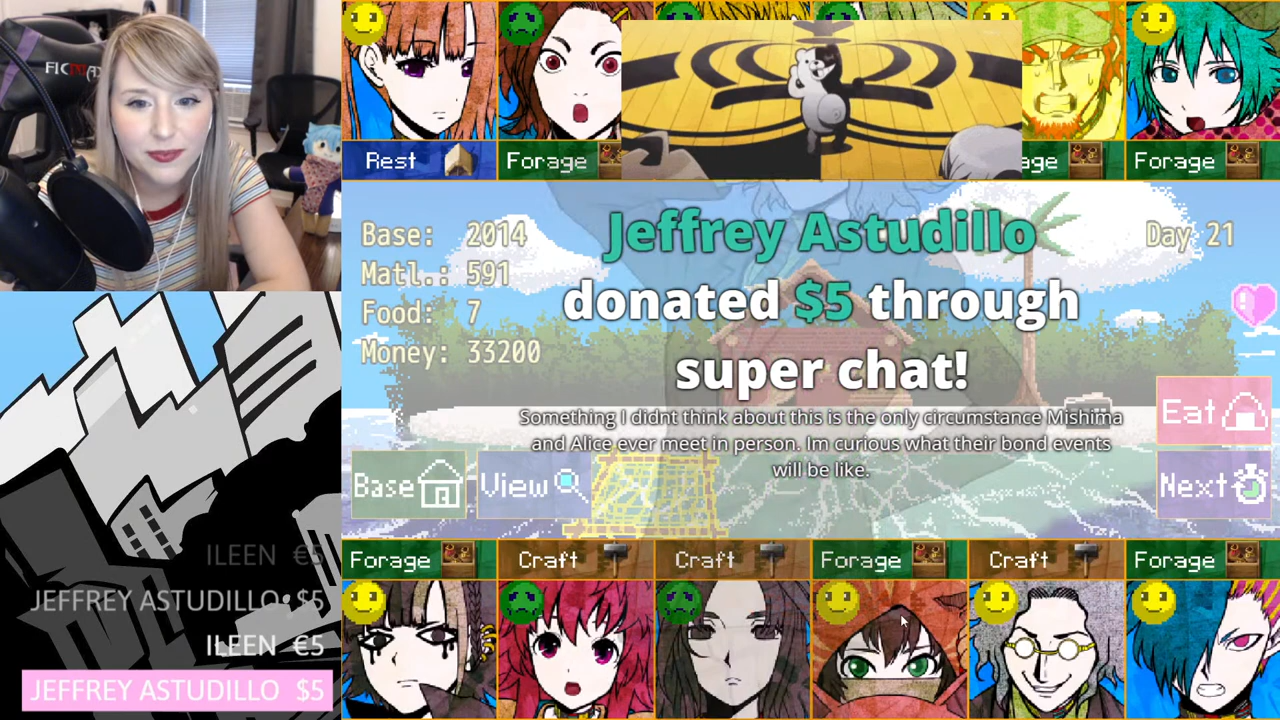 Rest
Forage
age
Forage
Base: 2014
Matl.: 591
Food: 7
Money: 33200
Day 21
Jeffrey Astudillo
donated $5 through
super chat!
Something I didnt think about this is the only circumstance Mishima
and Alice ever meet in person. Im curious what their bond events
will be like.
Eat
Base
View
Next
Forage
Craft
Craft
Forage
Craft
Forage
ILEEN €5
JEFFREY ASTUDILLO $5
ILEEN €5
JEFFREY ASTUDILLO $5